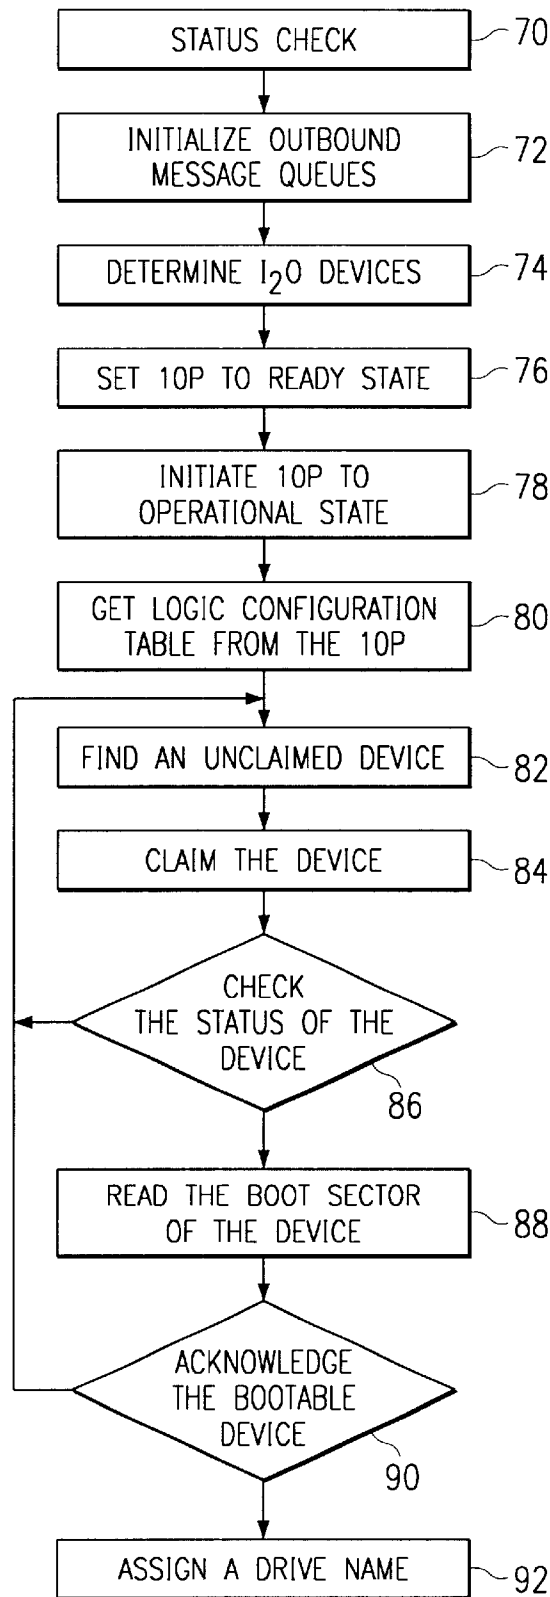 STATUS CHECK
70
INITIALIZE OUTBOUND
MESSAGE QUEUES
72
DETERMINE I₂O DEVICES
74
SET 10P TO READY STATE
76
INITIATE 10P TO
OPERATIONAL STATE
78
GET LOGIC CONFIGURATION
TABLE FROM THE 10P
80
FIND AN UNCLAIMED DEVICE
82
CLAIM THE DEVICE
84
CHECK
THE STATUS OF THE
DEVICE
86
READ THE BOOT SECTOR
OF THE DEVICE
88
ACKNOWLEDGE
THE BOOTABLE
DEVICE
90
ASSIGN A DRIVE NAME
92